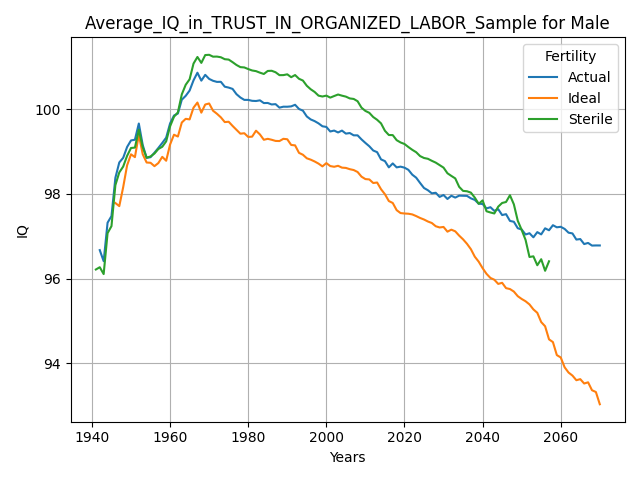 Average_IQ_in_TRUST_IN_ORGANIZED_LABOR_Sample for Male
Fertility
Actual
Ideal
Sterile
IQ
100
98
96
94
1940
1960
1980
2000
2020
2040
2060
Years